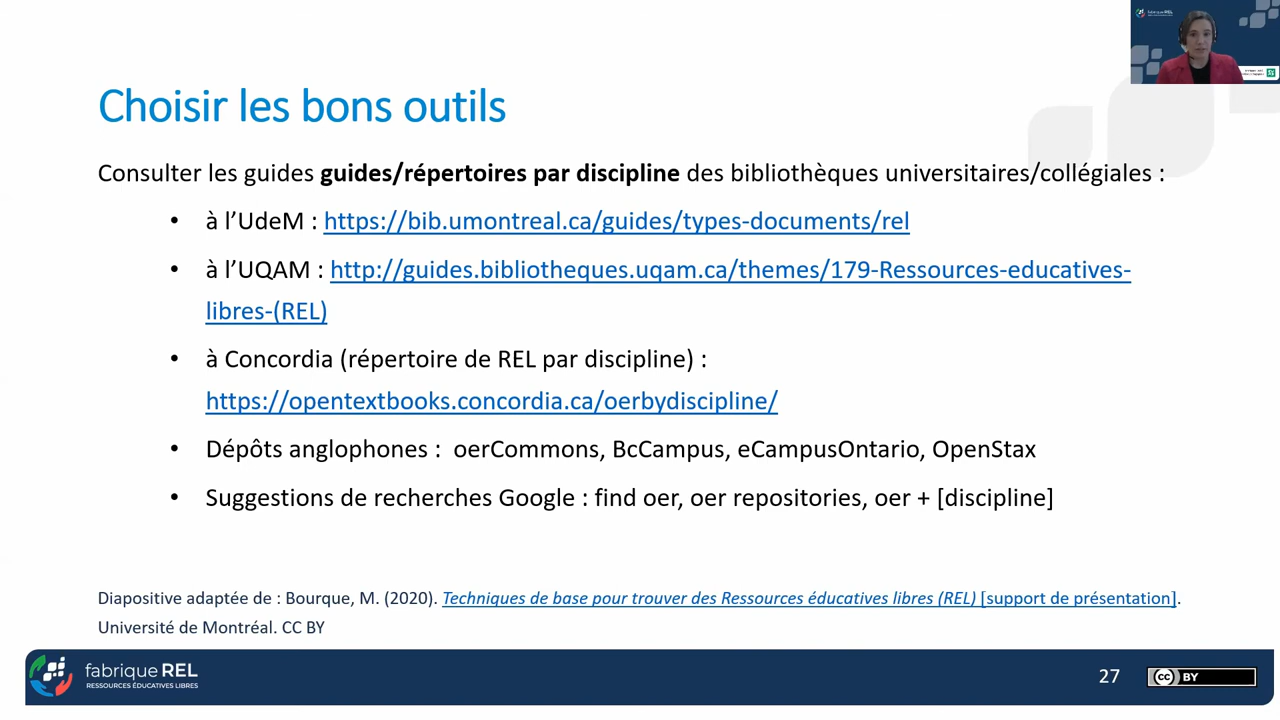 fabrique REL
Choisir les bons outils
Consulter les guides guides/répertoires par discipline des bibliothèques universitaires/collégiales :
• à l’UdeM : https://bib.umontreal.ca/guides/types-documents/rel
• à l’UQAM : http://guides.bibliotheques.uqam.ca/themes/179-Ressources-educatives-
libres-(REL)
• à Concordia (répertoire de REL par discipline) :
https://opentextbooks.concordia.ca/oerbydiscipline/
• Dépôts anglophones : oerCommons, BcCampus, eCampusOntario, OpenStax
• Suggestions de recherches Google : find oer, oer repositories, oer + [discipline]
Diapositive adaptée de : Bourque, M. (2020). Techniques de base pour trouver des Ressources éducatives libres (REL) [support de présentation].
Université de Montréal. CC BY
fabrique REL
RESSOURCES ÉDUCATIVES LIBRES
27
cc BY